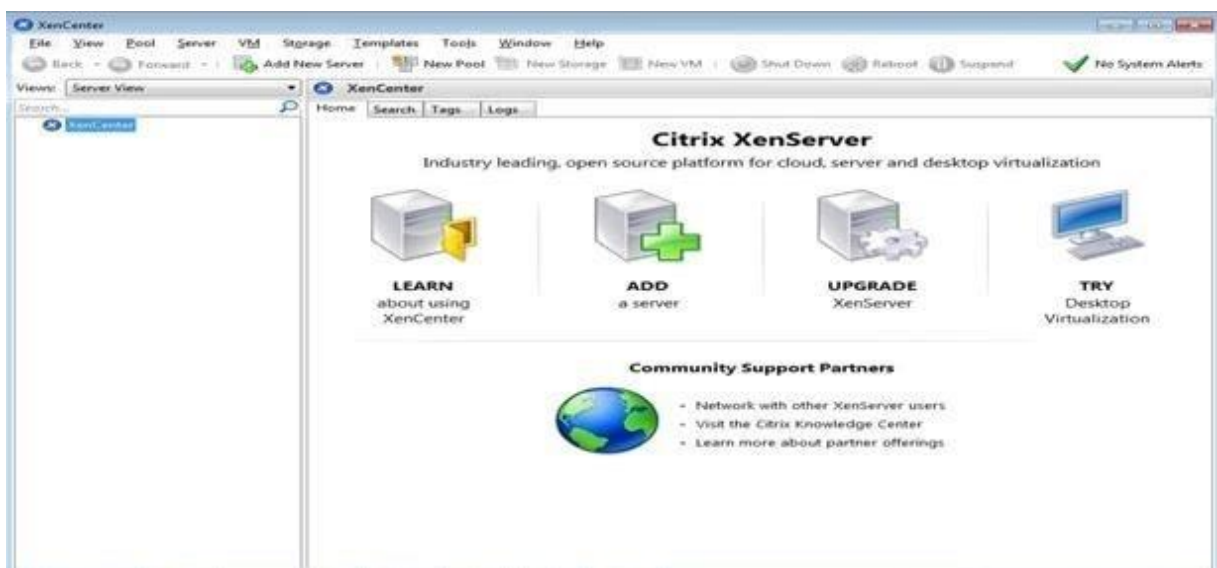 XenCenter
File View Pool Server VM Storage Templates Tools Window Help
Back Forward Add New Server New Pool New Storage New VM Shut Down Reboot Suspend No System Alerts
Views: Server View XenCenter
Search... Home Search Tags Logs
XenCenter
Citrix XenServer
Industry leading, open source platform for cloud, server and desktop virtualization
LEARN ADD UPGRADE TRY
about using a server XenServer Desktop
XenCenter Virtualization
Community Support Partners
- Network with other XenServer users
- Visit the Citrix Knowledge Center
- Learn more about partner offerings